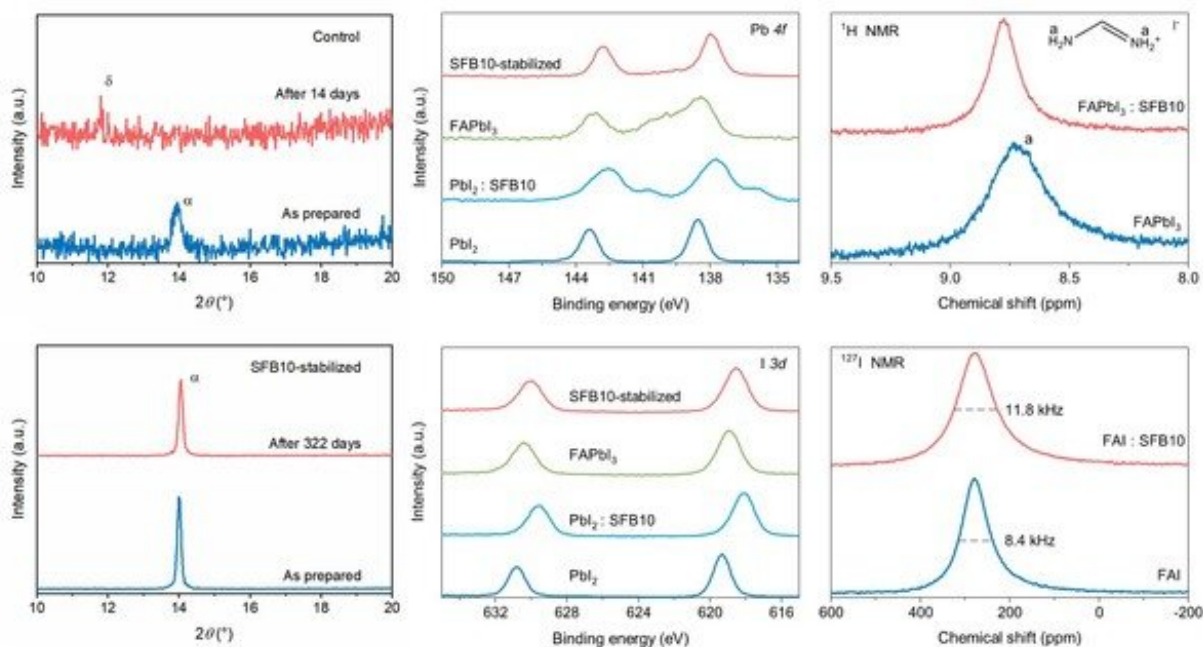 Control
δ
After 14 days
α
As prepared
Intensity (a.u.)
10 12 14 16 18 20
2θ (°)
Pb 4f
SFB10-stabilized
FAPbI₃
PbI₂ : SFB10
PbI₂
Intensity (a.u.)
150 147 144 141 138 135
Binding energy (eV)
¹H NMR
a a
H₂N NH₂⁺ I⁻
FAPbI₃ : SFB10
a
FAPbI₃
9.5 9.0 8.5 8.0
Chemical shift (ppm)
SFB10-stabilized
α
After 322 days
As prepared
Intensity (a.u.)
10 12 14 16 18 20
2θ (°)
I 3d
SFB10-stabilized
FAPbI₃
PbI₂ : SFB10
PbI₂
Intensity (a.u.)
632 628 624 620 616
Binding energy (eV)
¹²⁷I NMR
11.8 kHz
FAI : SFB10
8.4 kHz
FAI
600 400 200 0 -200
Chemical shift (ppm)